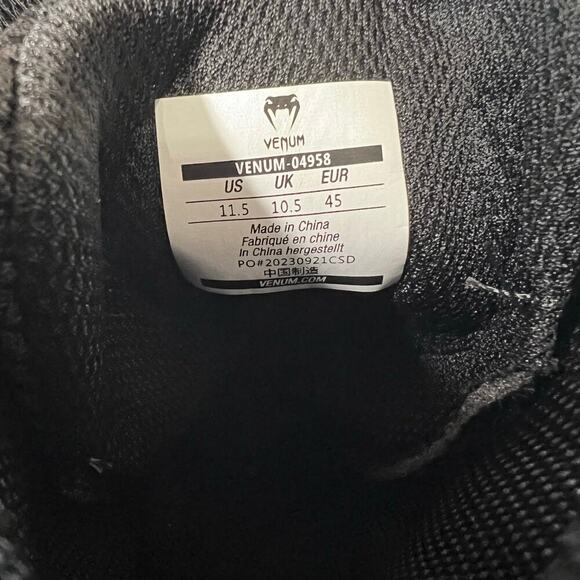 VENUM
VENUM-04958
US UK EUR
11.5 10.5 45
Made in China
Fabriqué en chine
In China hergestellt
PO#20230921CSD
中国制造
VENUM.COM